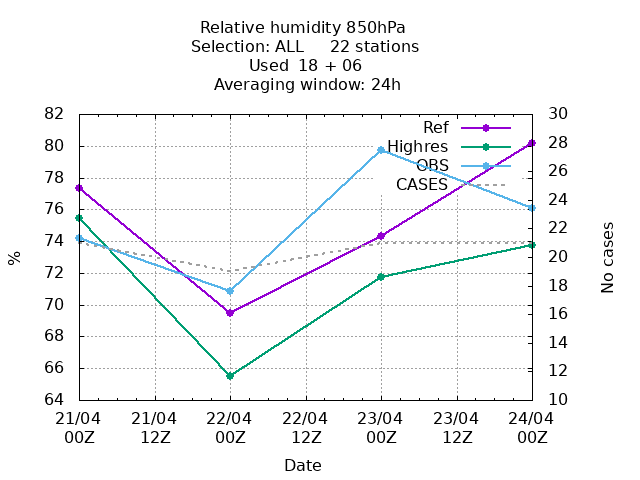 Relative humidity 850hPa
Selection: ALL     22 stations
Used  18 + 06
Averaging window: 24h
82
80
78
76
74
72
70
68
66
64
%
30
28
26
24
22
20
18
16
14
12
10
No cases
Ref
Highres
OBS
CASES
21/04 21/04 22/04 22/04 23/04 23/04 24/04
00Z 12Z 00Z 12Z 00Z 12Z 00Z
Date